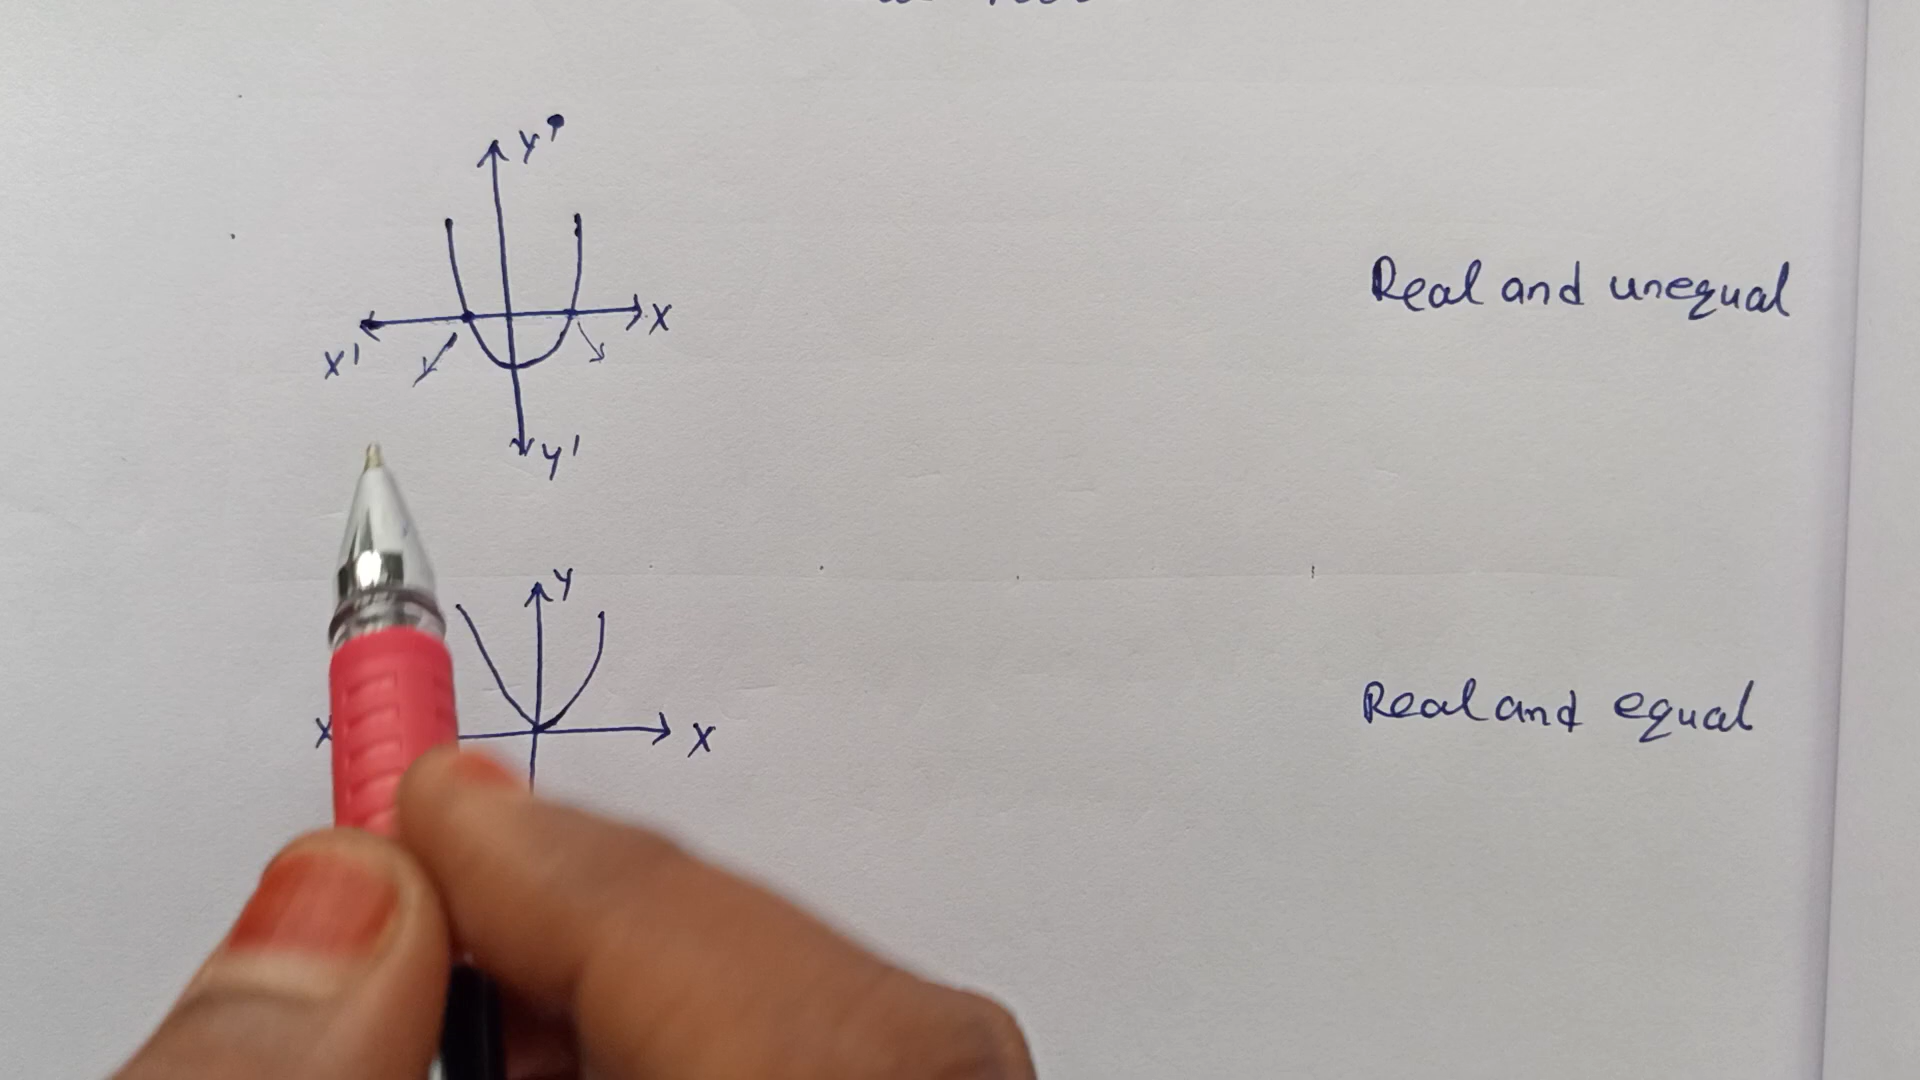 y'
x
x'
y'
Real and unequal
y
x
x
Real and equal